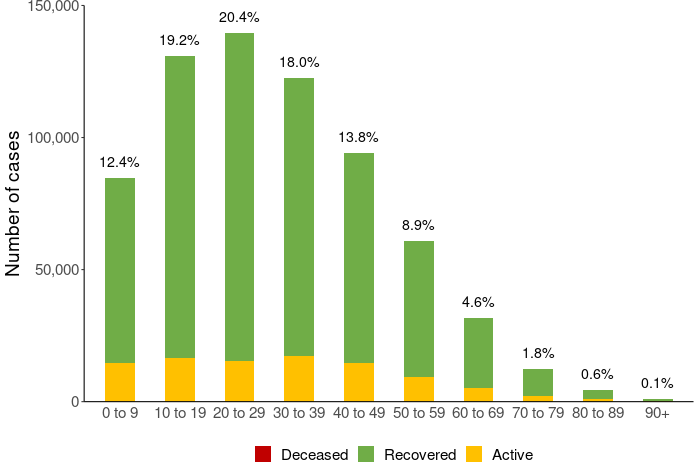 150,000
100,000
50,000
0
Number of cases
12.4%
19.2%
20.4%
18.0%
13.8%
8.9%
4.6%
1.8%
0.6%
0.1%
0 to 9
10 to 19
20 to 29
30 to 39
40 to 49
50 to 59
60 to 69
70 to 79
80 to 89
90+
Deceased
Recovered
Active